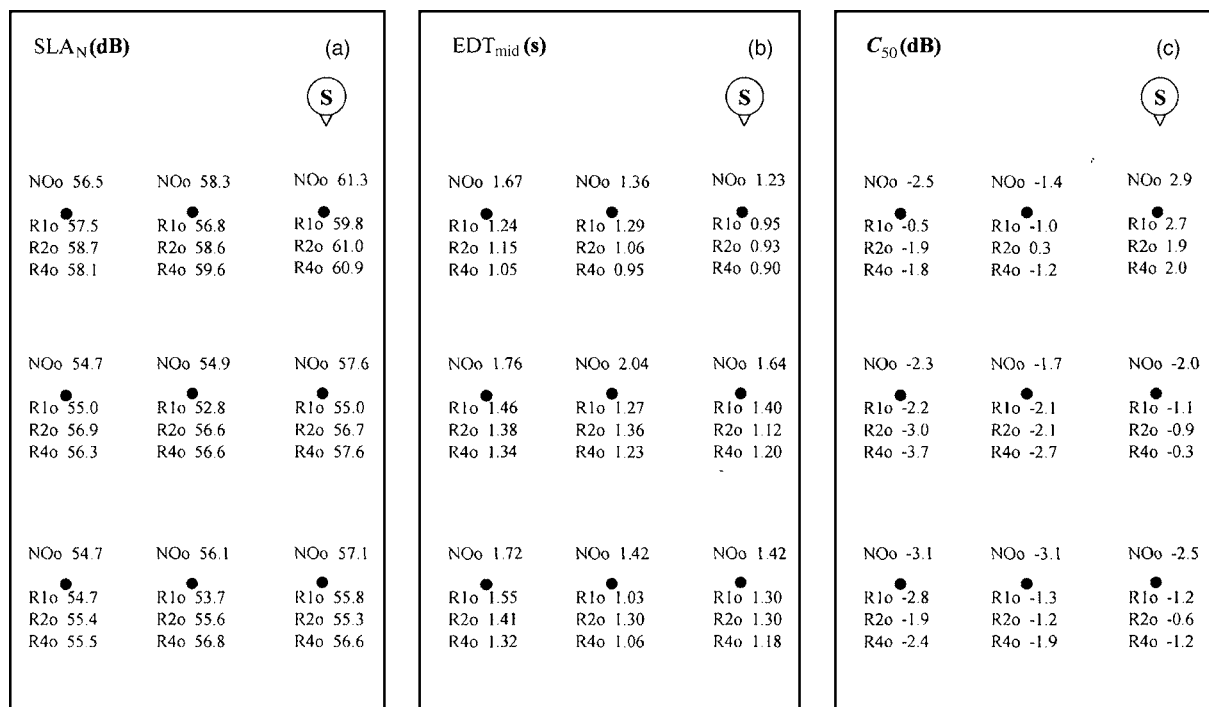 SLA_N (dB) (a)
S
NOo 56.5 NOo 58.3 NOo 61.3
R1o 57.5 R1o 56.8 R1o 59.8
R2o 58.7 R2o 58.6 R2o 61.0
R4o 58.1 R4o 59.6 R4o 60.9
NOo 54.7 NOo 54.9 NOo 57.6
R1o 55.0 R1o 52.8 R1o 55.0
R2o 56.9 R2o 56.6 R2o 56.7
R4o 56.3 R4o 56.6 R4o 57.6
NOo 54.7 NOo 56.1 NOo 57.1
R1o 54.7 R1o 53.7 R1o 55.8
R2o 55.4 R2o 55.6 R2o 55.3
R4o 55.5 R4o 56.8 R4o 56.6
EDT_mid (s) (b)
S
NOo 1.67 NOo 1.36 NOo 1.23
R1o 1.24 R1o 1.29 R1o 0.95
R2o 1.15 R2o 1.06 R2o 0.93
R4o 1.05 R4o 0.95 R4o 0.90
NOo 1.76 NOo 2.04 NOo 1.64
R1o 1.46 R1o 1.27 R1o 1.40
R2o 1.38 R2o 1.36 R2o 1.12
R4o 1.34 R4o 1.23 R4o 1.20
NOo 1.72 NOo 1.42 NOo 1.42
R1o 1.55 R1o 1.03 R1o 1.30
R2o 1.41 R2o 1.30 R2o 1.30
R4o 1.32 R4o 1.06 R4o 1.18
C_50 (dB) (c)
S
NOo -2.5 NOo -1.4 NOo 2.9
R1o -0.5 R1o -1.0 R1o 2.7
R2o -1.9 R2o 0.3 R2o 1.9
R4o -1.8 R4o -1.2 R4o 2.0
NOo -2.3 NOo -1.7 NOo -2.0
R1o -2.2 R1o -2.1 R1o -1.1
R2o -3.0 R2o -2.1 R2o -0.9
R4o -3.7 R4o -2.7 R4o -0.3
NOo -3.1 NOo -3.1 NOo -2.5
R1o -2.8 R1o -1.3 R1o -1.2
R2o -1.9 R2o -1.2 R2o -0.6
R4o -2.4 R4o -1.9 R4o -1.2